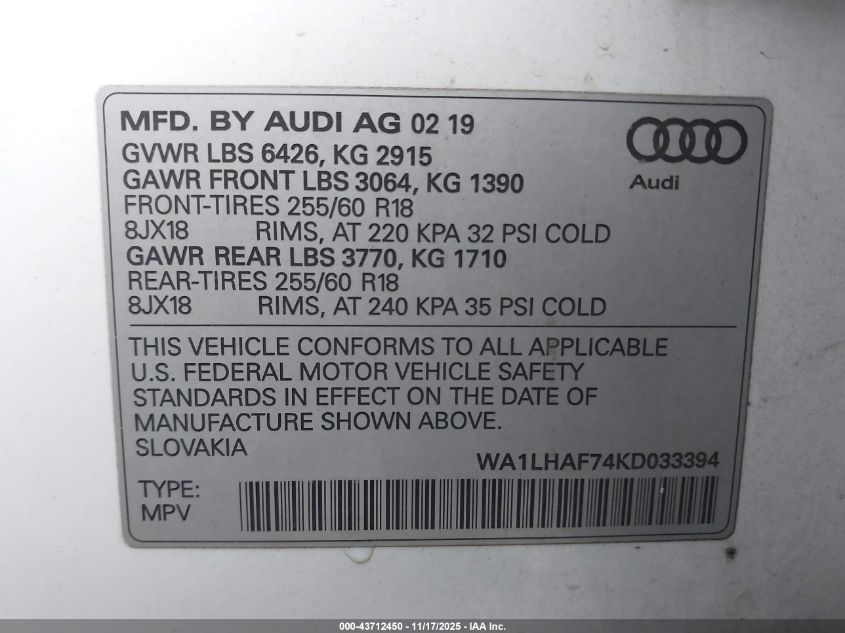 MFD. BY AUDI AG 02 19
GVWR LBS 6426, KG 2915
GAWR FRONT LBS 3064, KG 1390
FRONT-TIRES 255/60 R18
8JX18 RIMS, AT 220 KPA 32 PSI COLD
GAWR REAR LBS 3770, KG 1710
REAR-TIRES 255/60 R18
8JX18 RIMS, AT 240 KPA 35 PSI COLD
Audi
THIS VEHICLE CONFORMS TO ALL APPLICABLE
U.S. FEDERAL MOTOR VEHICLE SAFETY
STANDARDS IN EFFECT ON THE DATE OF
MANUFACTURE SHOWN ABOVE.
SLOVAKIA
WA1LHAF74KD033394
TYPE:
MPV
000-43712450 - 11/17/2025 - IAA Inc.